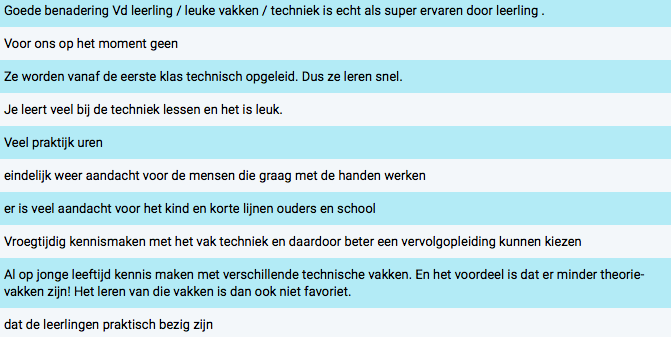 Goede benadering Vd leerling / leuke vakken / techniek is echt als super ervaren door leerling .
Voor ons op het moment geen
Ze worden vanaf de eerste klas technisch opgeleid. Dus ze leren snel.
Je leert veel bij de techniek lessen en het is leuk.
Veel praktijk uren
eindelijk weer aandacht voor de mensen die graag met de handen werken
er is veel aandacht voor het kind en korte lijnen ouders en school
Vroegtijdig kennismaken met het vak techniek en daardoor beter een vervolgopleiding kunnen kiezen
Al op jonge leeftijd kennis maken met verschillende technische vakken. En het voordeel is dat er minder theorie-
vakken zijn! Het leren van die vakken is dan ook niet favoriet.
dat de leerlingen praktisch bezig zijn